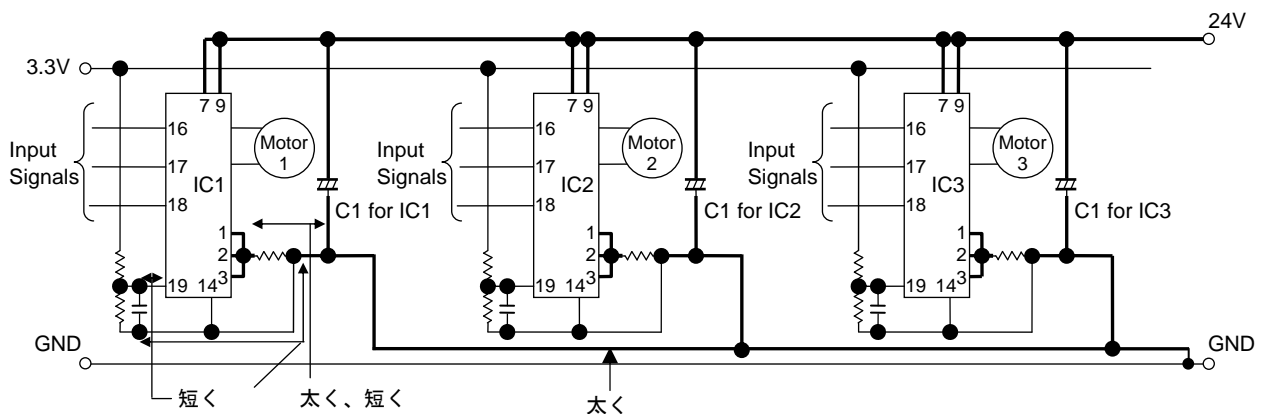 24V
3.3V
7 9
7 9
7 9
16
16
16
Input
Signals
Motor
1
Input
Signals
Motor
2
Input
Signals
Motor
3
17
17
17
IC1
IC2
IC3
18
18
18
C1 for IC1
C1 for IC2
C1 for IC3
1
2
3
1
2
3
1
2
3
19 14
19 14
19 14
GND
GND
短く
太く、短く
太く